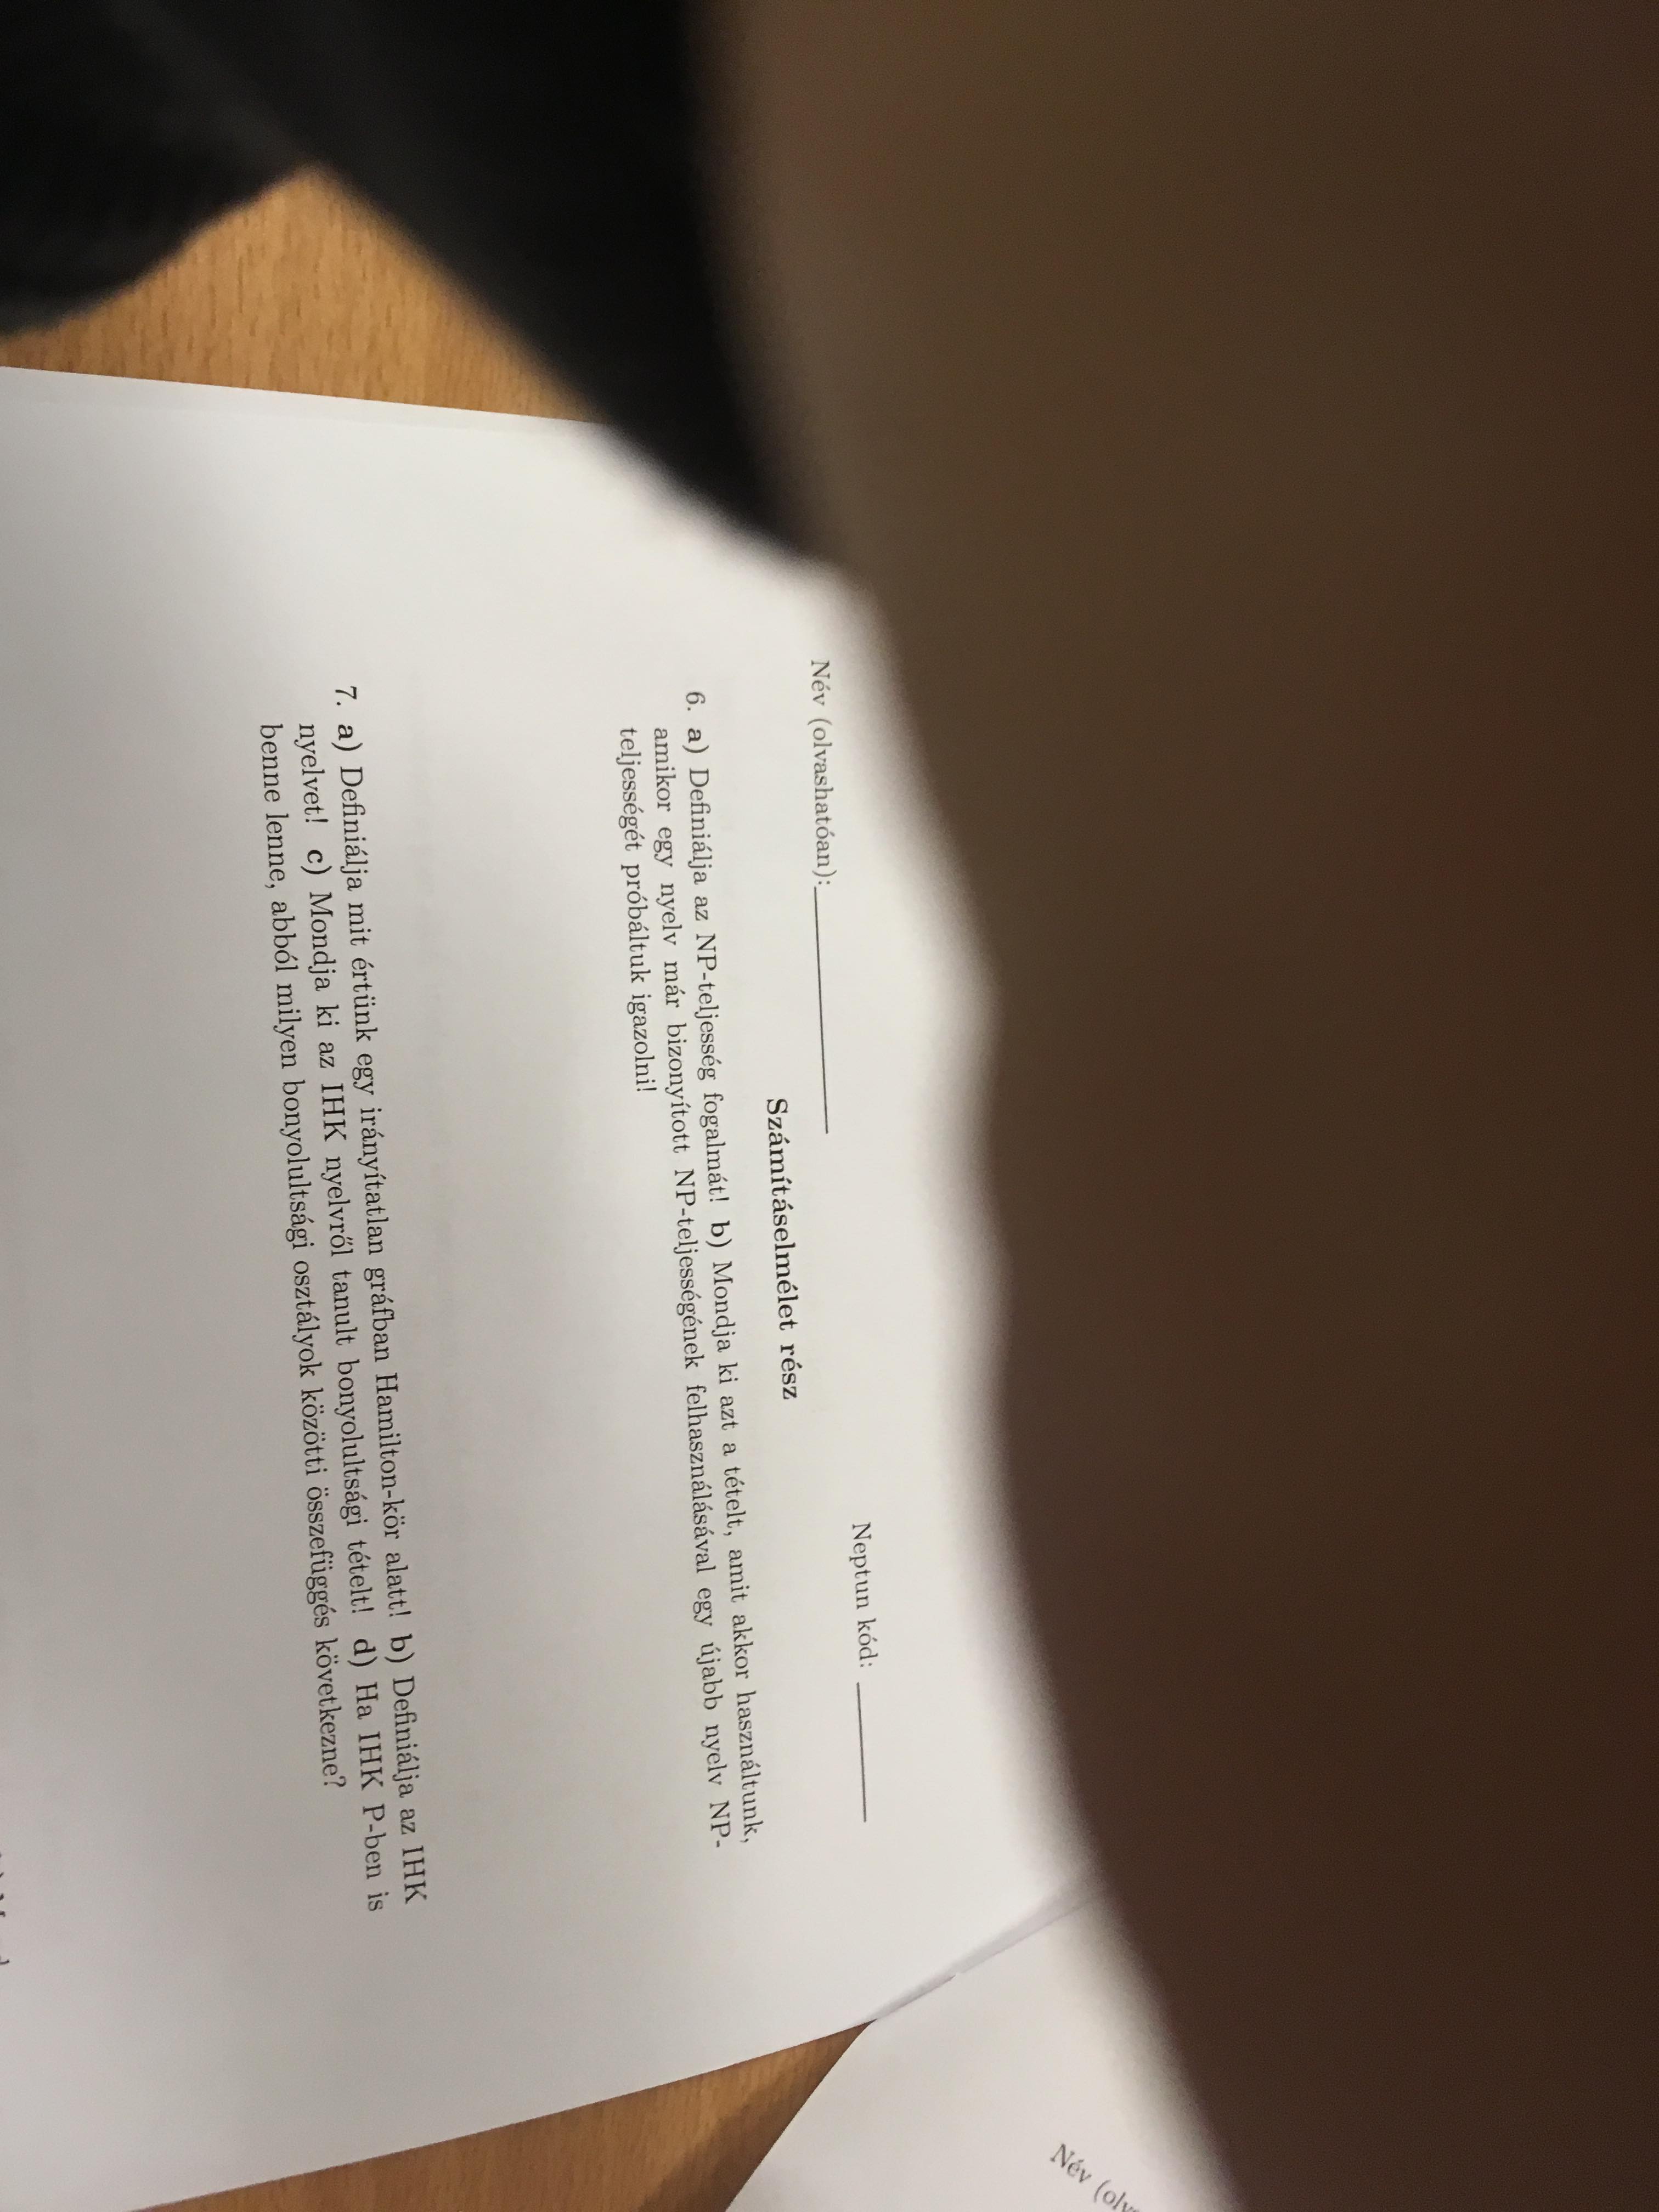 Név (olvashatóan):
Neptun kód:
Számításelmélet rész
6. a) Definiálja az NP-teljesség fogalmát! b) Mondja ki azt a tételt, amit akkor használtunk,
amikor egy nyelv már bizonyított NP-teljességének felhasználásával egy újabb nyelv NP-
teljességét próbáltuk igazolni!
7. a) Definiálja mit értünk egy irányítatlan gráfban Hamilton-kör alatt! b) Definiálja az IHK
nyelvet! c) Mondja ki az IHK nyelvről tanult bonyolultsági tételt! d) Ha IHK P-ben is
benne lenne, abból milyen bonyolultsági osztályok közötti összefüggés következne?
Név